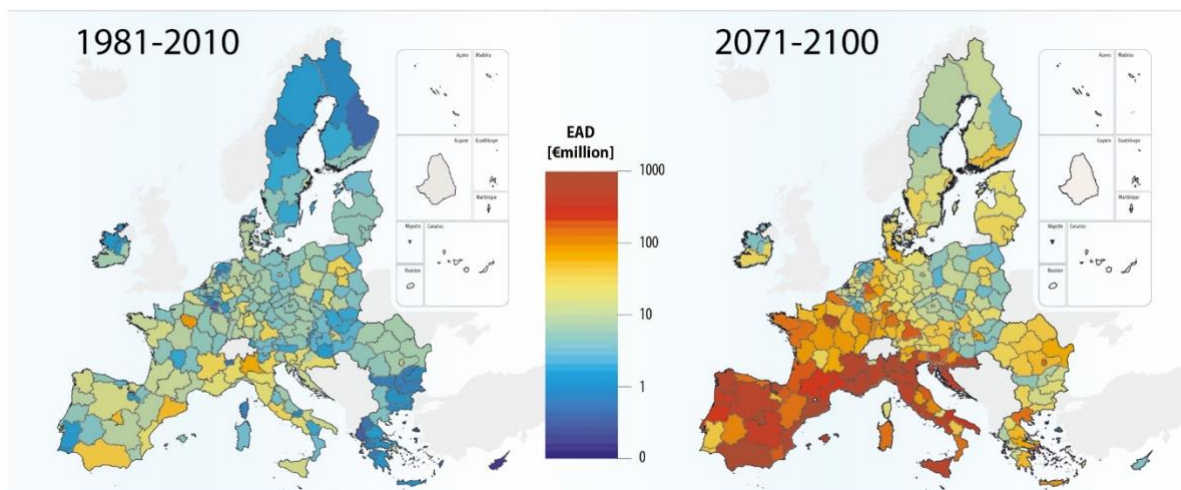 1981-2010
Açores
Madeira
Guyane
Guadeloupe
Martinique
Mayotte
Canarias
Reunion
EAD
[€million]
1000
100
10
1
0
2071-2100
Açores
Madeira
Guyane
Guadeloupe
Martinique
Mayotte
Canarias
Reunion